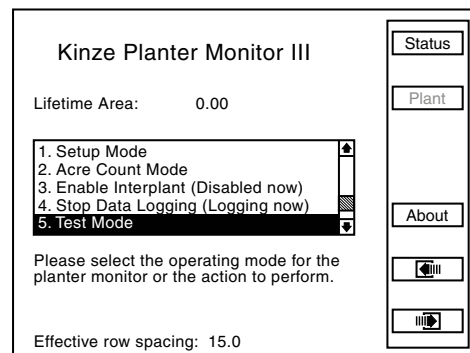 Kinze Planter Monitor III
Lifetime Area: 0.00
1. Setup Mode
2. Acre Count Mode
3. Enable Interplant (Disabled now)
4. Stop Data Logging (Logging now)
5. Test Mode
Please select the operating mode for the
planter monitor or the action to perform.
Effective row spacing: 15.0
Status
Plant
About